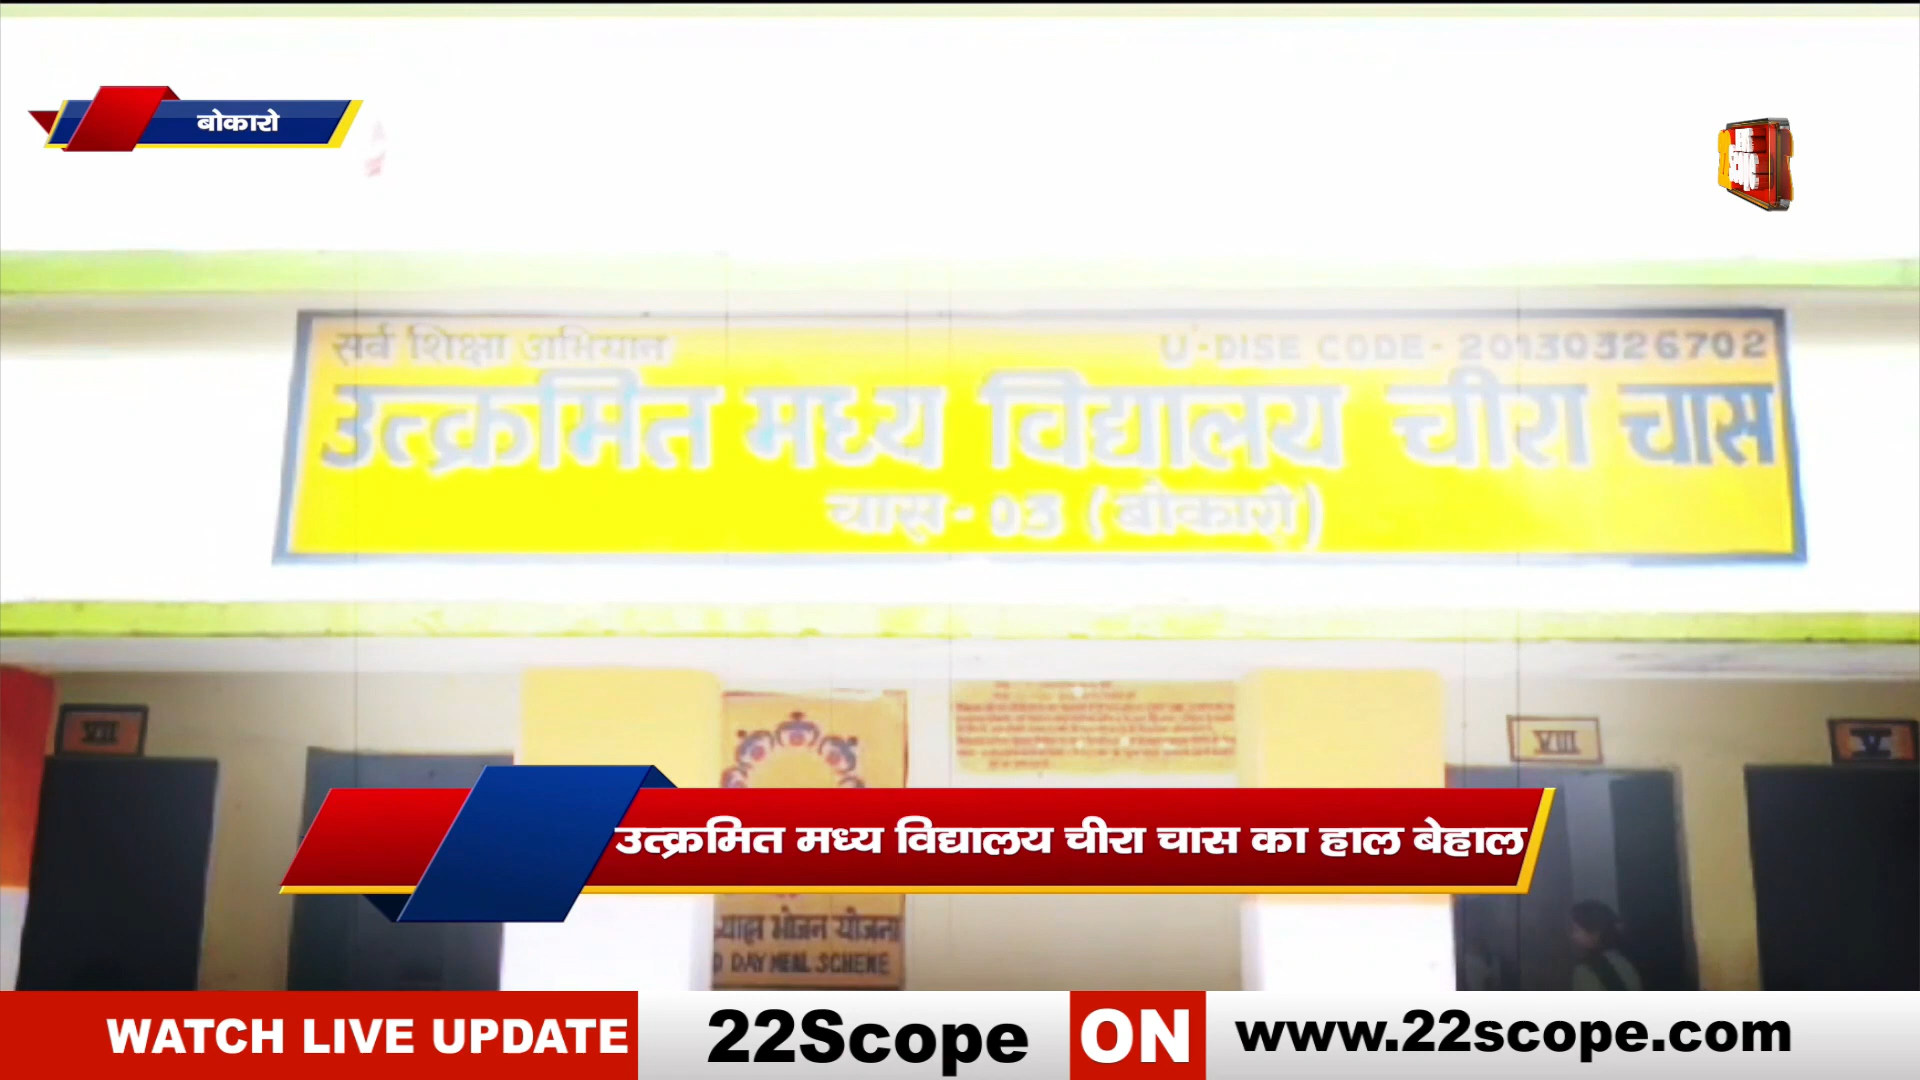 बोकारो
सर्व शिक्षा अभियान
U-DISE CODE- 20130326702
उत्क्रमित मध्य विद्यालय चीरा चास
चास-03 (बोकारो)
VII
VIII
V
उत्क्रमित मध्य विद्यालय चीरा चास का हाल बेहाल
भोजन योजना
DAY MEAL SCHEME
WATCH LIVE UPDATE 22Scope ON www.22scope.com